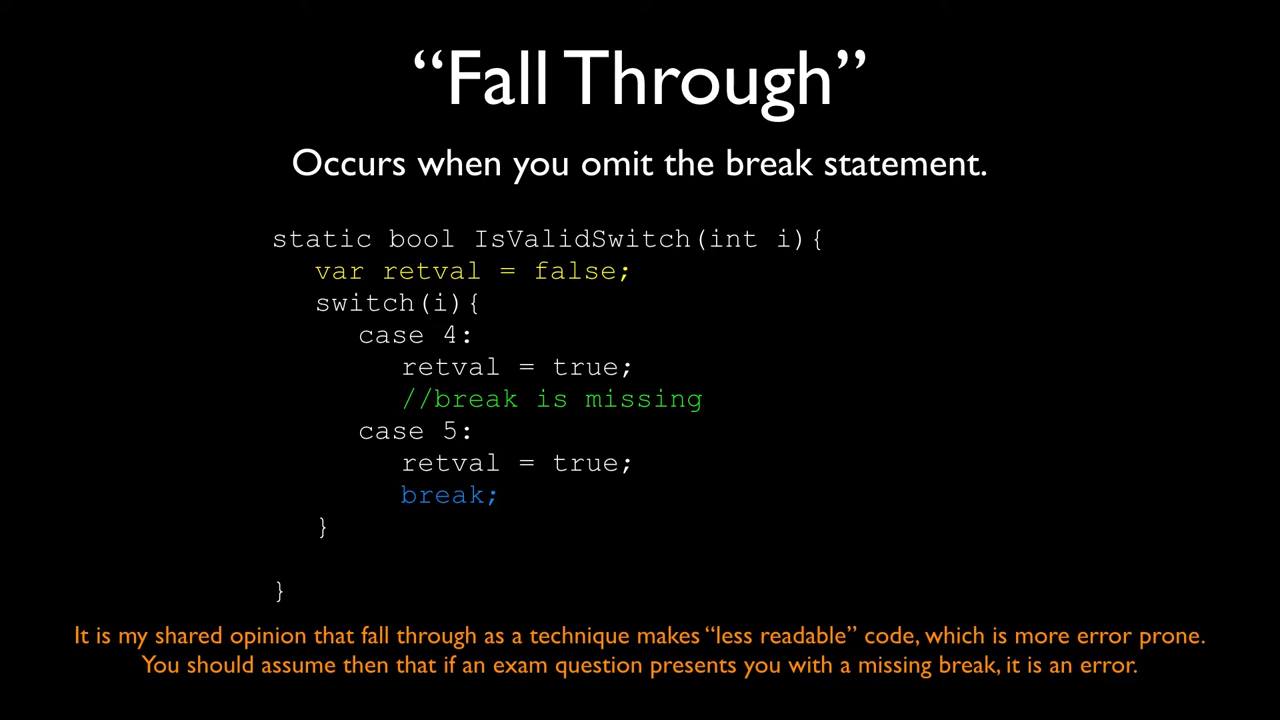 “Fall Through”
Occurs when you omit the break statement.
static bool IsValidSwitch(int i){
var retval = false;
switch(i){
case 4:
retval = true;
//break is missing
case 5:
retval = true;
break;
}
}
It is my shared opinion that fall through as a technique makes “less readable” code, which is more error prone.
You should assume then that if an exam question presents you with a missing break, it is an error.